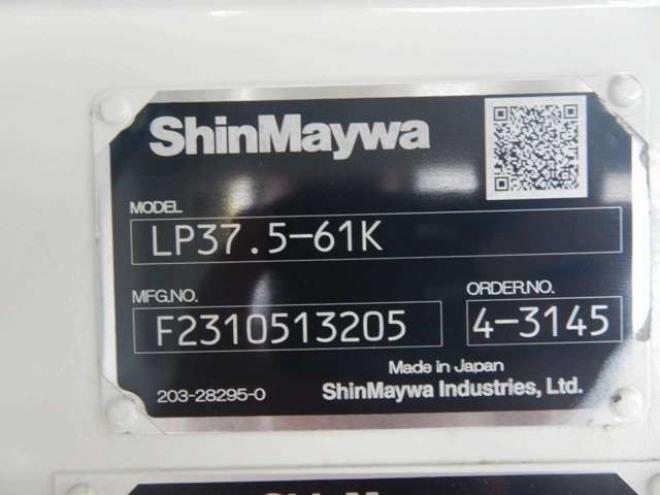 ShinMaywa
MODEL
LP37.5-61K
MFG.NO.
ORDER.NO.
F2310513205
4-3145
Made in Japan
203-28295-0
ShinMaywa Industries, Ltd.